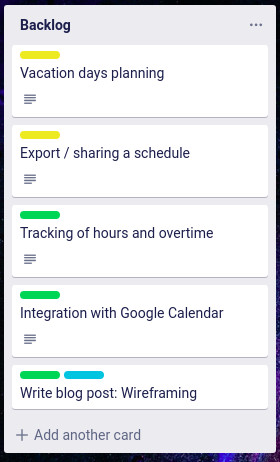 Backlog
Vacation days planning
Export / sharing a schedule
Tracking of hours and overtime
Integration with Google Calendar
Write blog post: Wireframing
Add another card